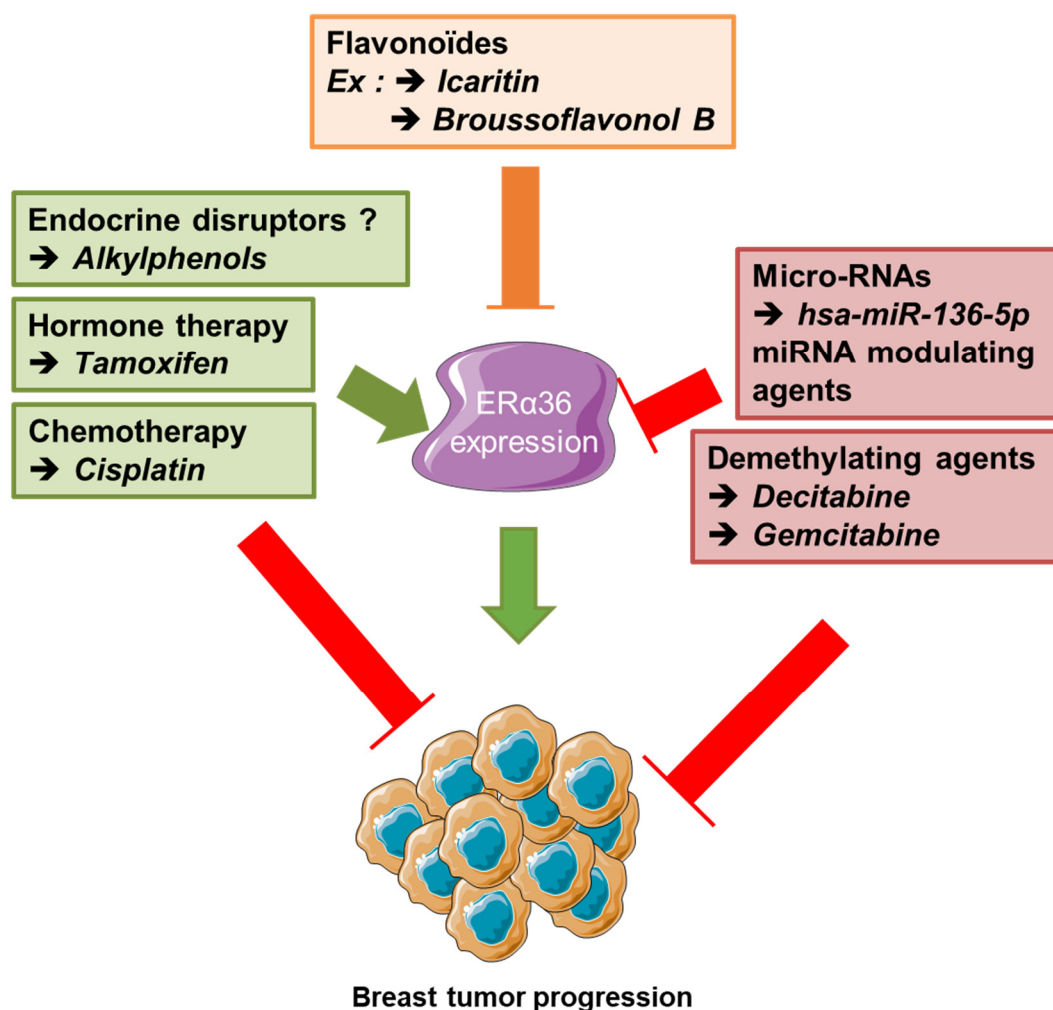 Flavonoïdes
Ex : ➔ Icaritin
➔ Broussoflavonol B
Endocrine disruptors ?
➔ Alkylphenols
Hormone therapy
➔ Tamoxifen
Chemotherapy
➔ Cisplatin
ERα36
expression
Micro-RNAs
➔ hsa-miR-136-5p
miRNA modulating
agents
Demethylating agents
➔ Decitabine
➔ Gemcitabine
Breast tumor progression